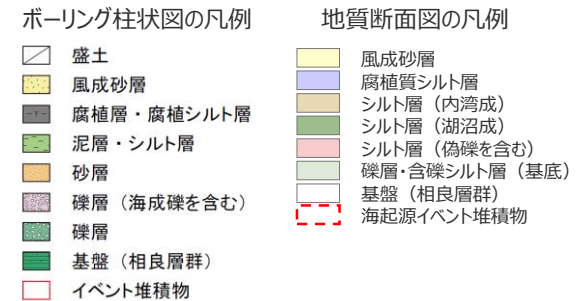 ボーリング柱状図の凡例
盛土
風成砂層
腐植層・腐植シルト層
泥層・シルト層
砂層
礫層（海成礫を含む）
礫層
基盤（相良層群）
イベント堆積物
地質断面図の凡例
風成砂層
腐植質シルト層
シルト層（内湾成）
シルト層（湖沼成）
シルト層（偽礫を含む）
礫層・含礫シルト層（基底）
基盤（相良層群）
海起源イベント堆積物